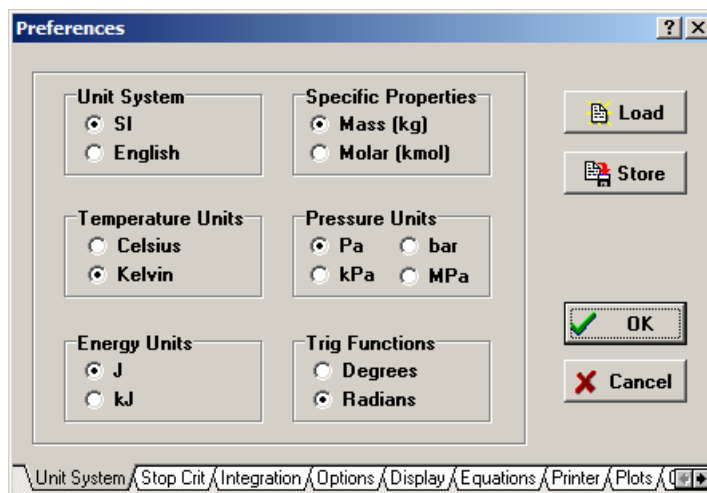 Preferences
Unit System
SI
English
Specific Properties
Mass (kg)
Molar (kmol)
Temperature Units
Celsius
Kelvin
Pressure Units
Pa
bar
kPa
MPa
Energy Units
J
kJ
Trig Functions
Degrees
Radians
Load
Store
OK
Cancel
Unit System Stop Crit Integration Options Display Equations Printer Plots